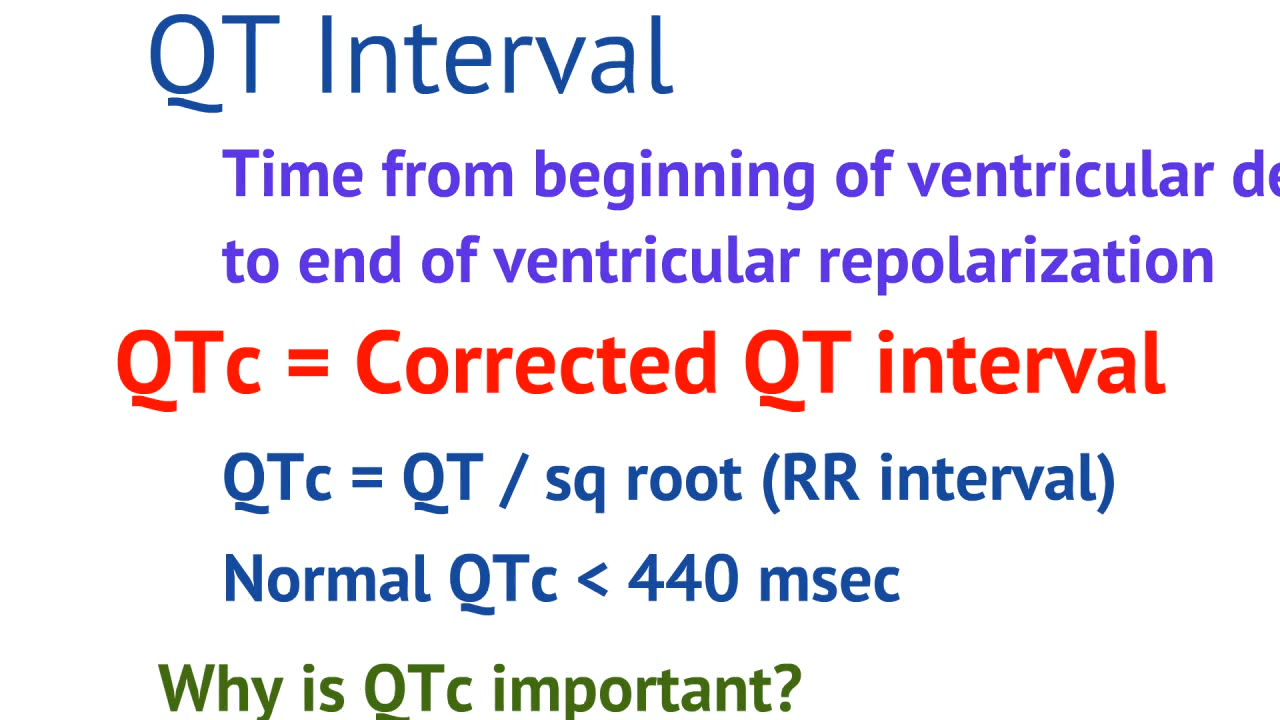 QT Interval
Time from beginning of ventricular de
to end of ventricular repolarization
QTc = Corrected QT interval
QTc = QT / sq root (RR interval)
Normal QTc < 440 msec
Why is QTc important?